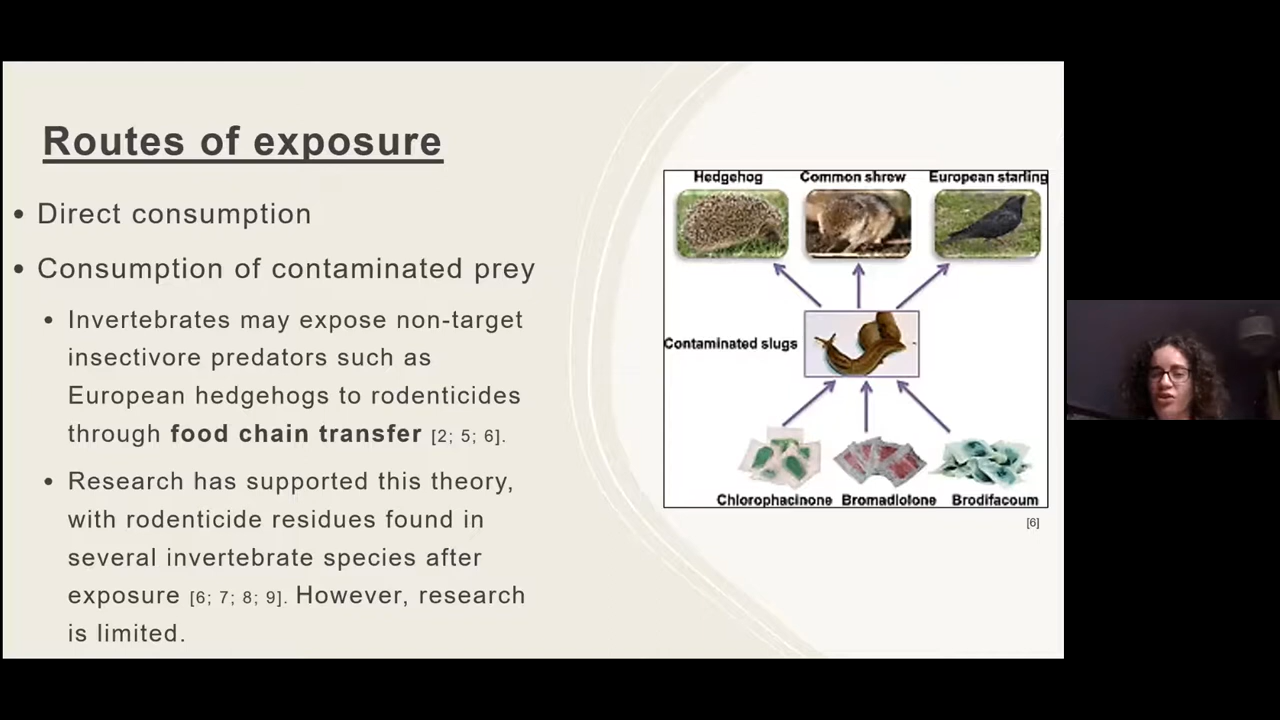 Routes of exposure
• Direct consumption
• Consumption of contaminated prey
• Invertebrates may expose non-target
insectivore predators such as
European hedgehogs to rodenticides
through food chain transfer [2; 5; 6].
• Research has supported this theory,
with rodenticide residues found in
several invertebrate species after
exposure [6; 7; 8; 9]. However, research
is limited.
Hedgehog Common shrew European starling
Contaminated slugs
Chlorophacinone Bromadiolone Brodifacoum
[6]